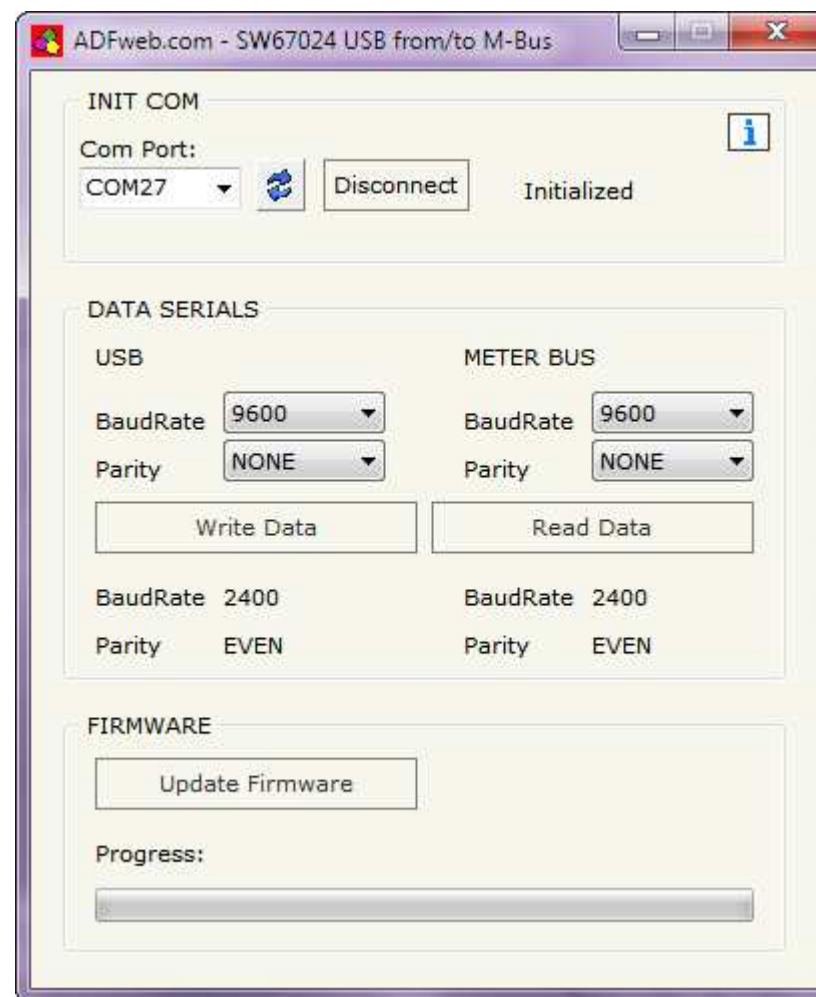 ADFweb.com - SW67024 USB from/to M-Bus
INIT COM
Com Port:
COM27 Disconnect Initialized
DATA SERIALS
USB METER BUS
BaudRate 9600 BaudRate 9600
Parity NONE Parity NONE
Write Data Read Data
BaudRate 2400 BaudRate 2400
Parity EVEN Parity EVEN
FIRMWARE
Update Firmware
Progress: